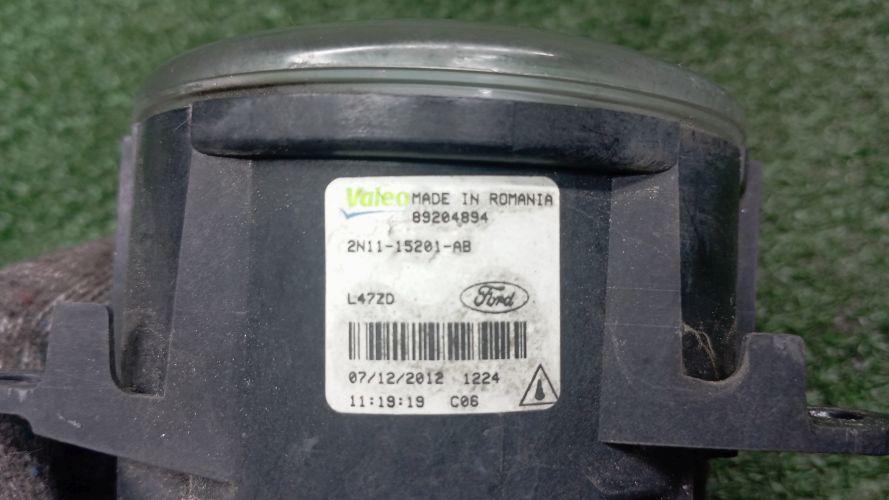 Valeo MADE IN ROMANIA
89204894
2N11-15201-AB
L47ZD Ford
07/12/2012 1224
11:19:19 C06